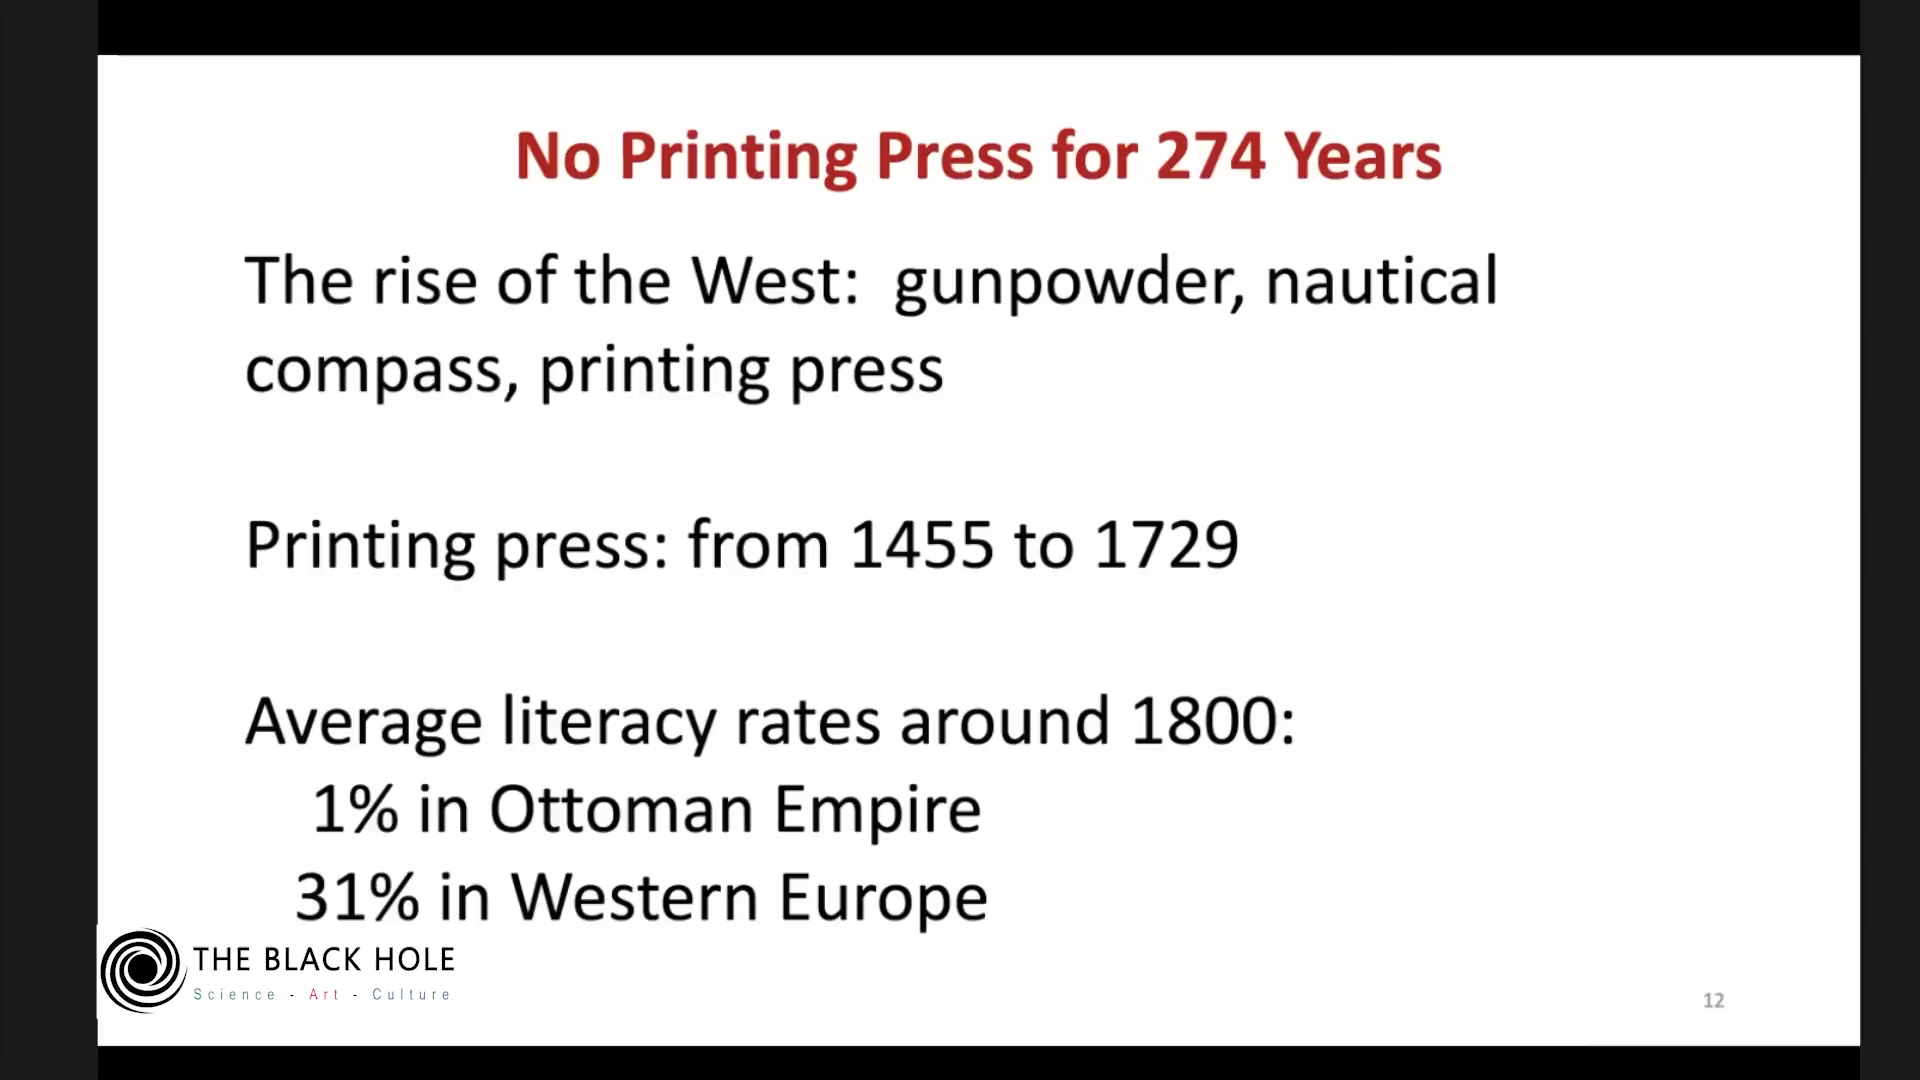 No Printing Press for 274 Years
The rise of the West:  gunpowder, nautical
compass, printing press
Printing press: from 1455 to 1729
Average literacy rates around 1800:
1% in Ottoman Empire
31% in Western Europe
THE BLACK HOLE
Science - Art - Culture
12